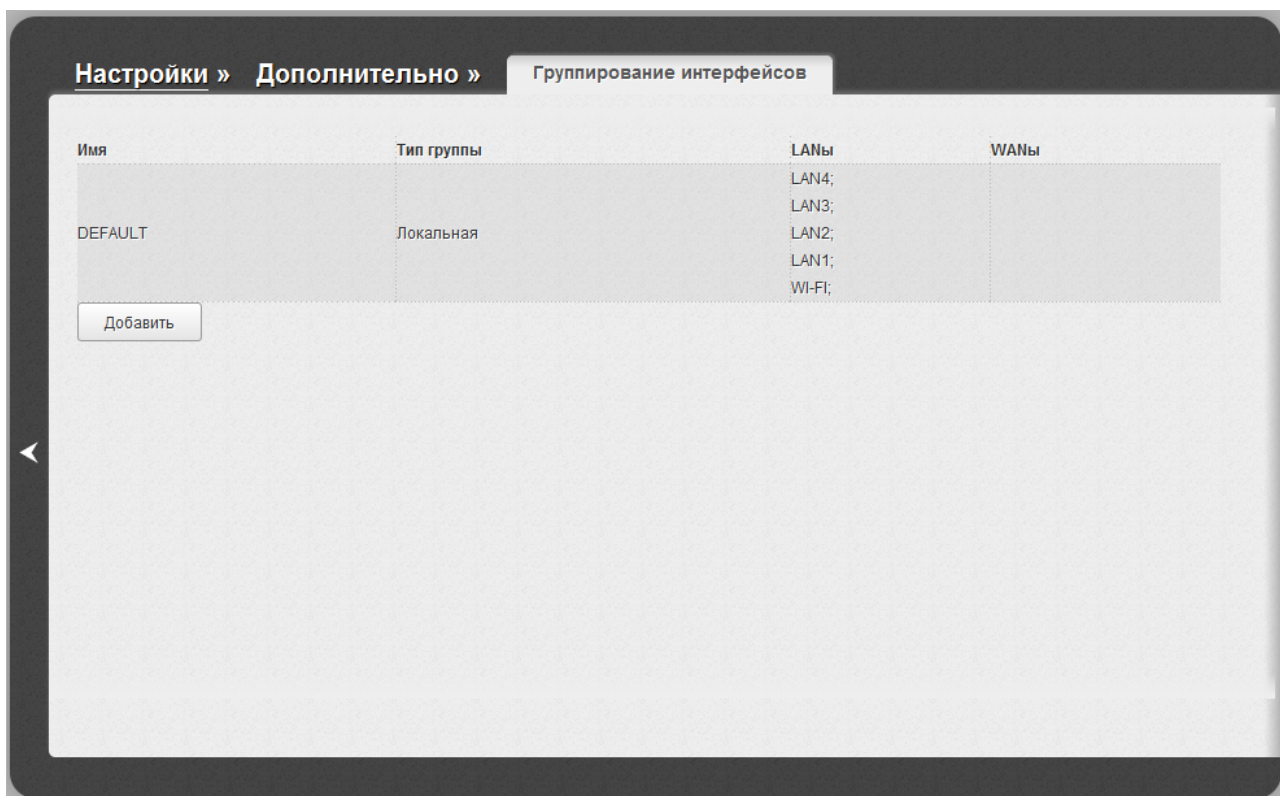 Настройки » Дополнительно » Группирование интерфейсов
Имя Тип группы LANы WANы
LAN4;
LAN3;
DEFAULT Локальная LAN2;
LAN1;
WI-FI;
Добавить